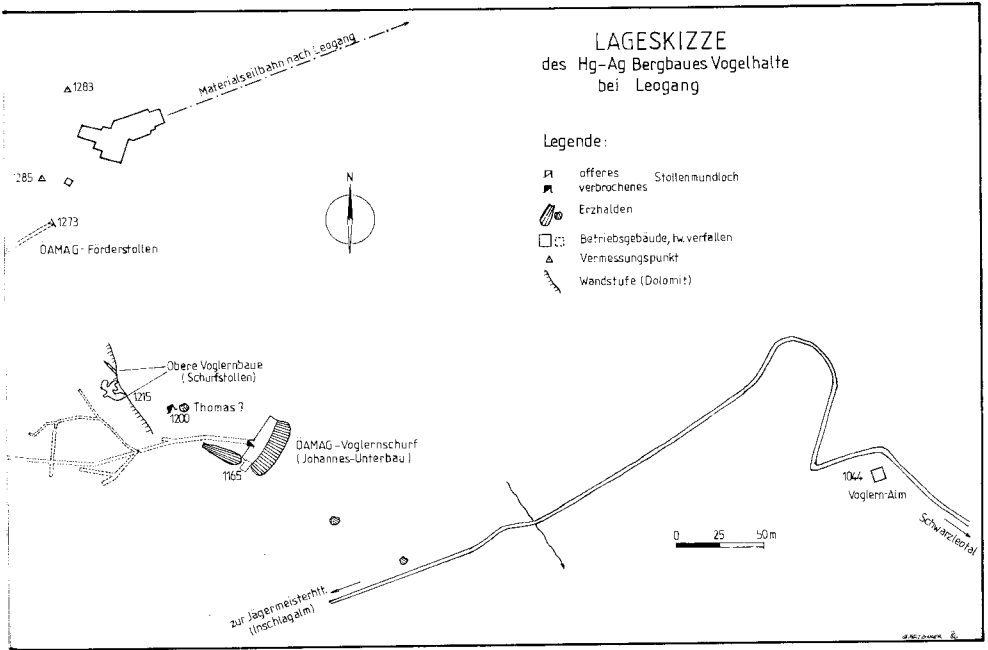 LAGESKIZZE
des Hg-Ag Bergbaues Vogelhalte
bei Leogang
Materialseilbahn nach Leogang
1283
1285
1273
ÖAMAG-Förderstollen
N
Legende:
offeres
verbrochenes
Stollenmundloch
Erzhalden
Betriebsgebäude, tw. verfallen
Vermessungspunkt
Wandstufe (Dolomit)
Obere Voglernbaue
(Schurfstollen)
1215
Thomas ?
1200
ÖAMAG-Voglernschurf
(Johannes-Unterbau)
1165
1044
Voglern-Alm
Schwarzleotal
0 25 50m
zur Jägermeisterhtt.
(Inschlagalm)